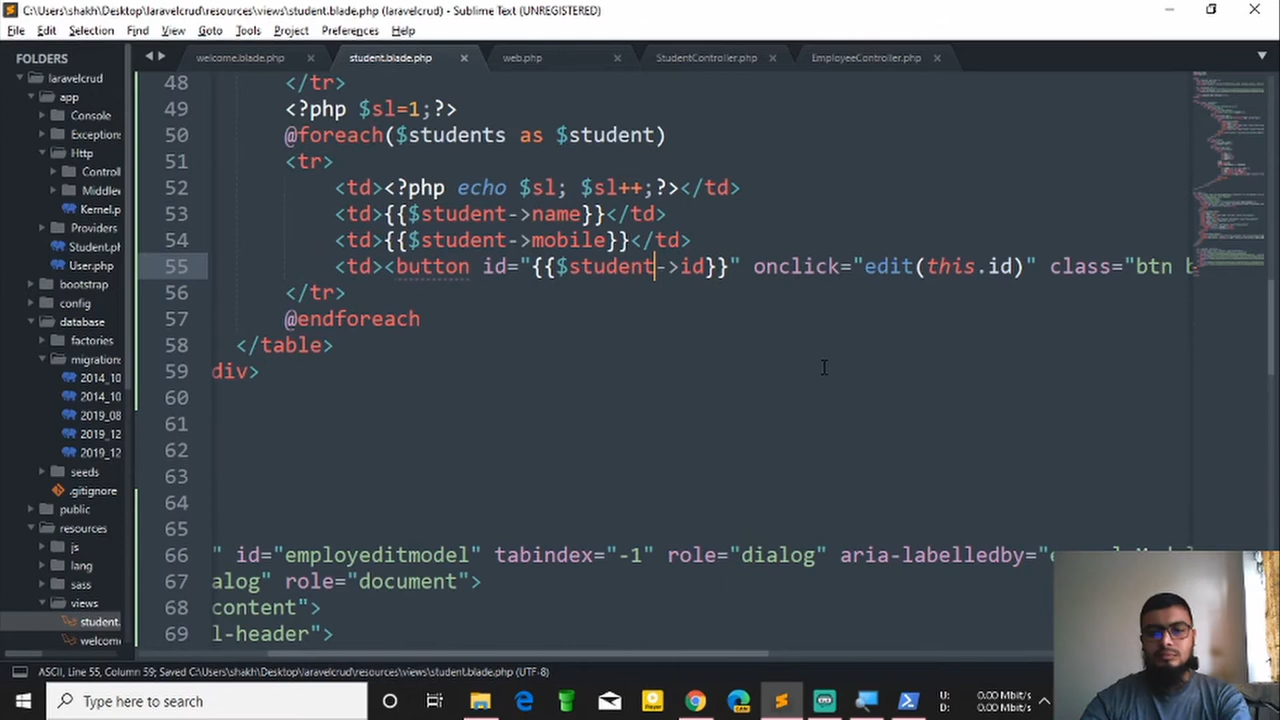 C:\Users\shakh\Desktop\laravelcrud\resources\views\student.blade.php (laravelcrud) - Sublime Text (UNREGISTERED)
File Edit Selection Find View Goto Tools Project Preferences Help
FOLDERS
laravelcrud
app
Console
Exceptions
Http
Control
Middlev
Kernel.p
Providers
Student.ph
User.php
bootstrap
config
database
factories
migrations
2014_10
2014_10
2019_08
2019_12
2019_12
seeds
.gitignore
public
resources
js
lang
sass
views
student.
welcome
welcome.blade.php student.blade.php web.php StudentController.php EmployeeController.php
48 </tr>
49 <?php $sl=1;?>
50 @foreach($students as $student)
51 <tr>
52 <td><?php echo $sl; $sl++;?></td>
53 <td>{{$student->name}}</td>
54 <td>{{$student->mobile}}</td>
55 <td><button id="{{$student->id}}" onclick="edit(this.id)" class="btn b
56 </tr>
57 @endforeach
58 </table>
59 div>
60
61
62
63
64
65
66 " id="employeditmodel" tabindex="-1" role="dialog" aria-labelledby="
67 alog" role="document">
68 content">
69 l-header">
ASCII, Line 55, Column 59; Saved C:\Users\shakh\Desktop\laravelcrud\resources\views\student.blade.php (UTF-8)
Type here to search
U: 0.00 Mbit/s
D: 0.00 Mbit/s